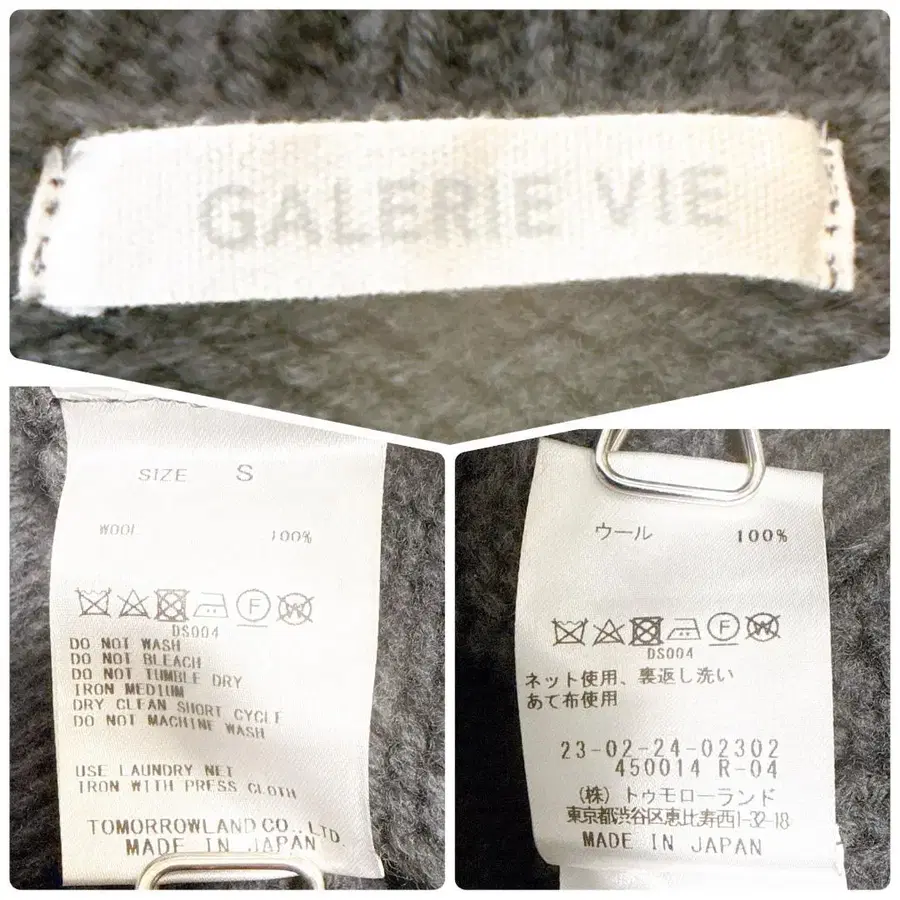 GALERIE VIE
SIZE S
WOOL 100%
DS004
DO NOT WASH
DO NOT BLEACH
DO NOT TUMBLE DRY
IRON MEDIUM
DRY CLEAN SHORT CYCLE
DO NOT MACHINE WASH
USE LAUNDRY NET
IRON WITH PRESS CLOTH
TOMORROWLAND CO., LTD.
MADE IN JAPAN
ウール 100%
DS004
ネット使用、裏返し洗い
あて布使用
23-02-24-02302
450014 R-04
(株)トゥモローランド
東京都渋谷区恵比寿西1-32-18
MADE IN JAPAN